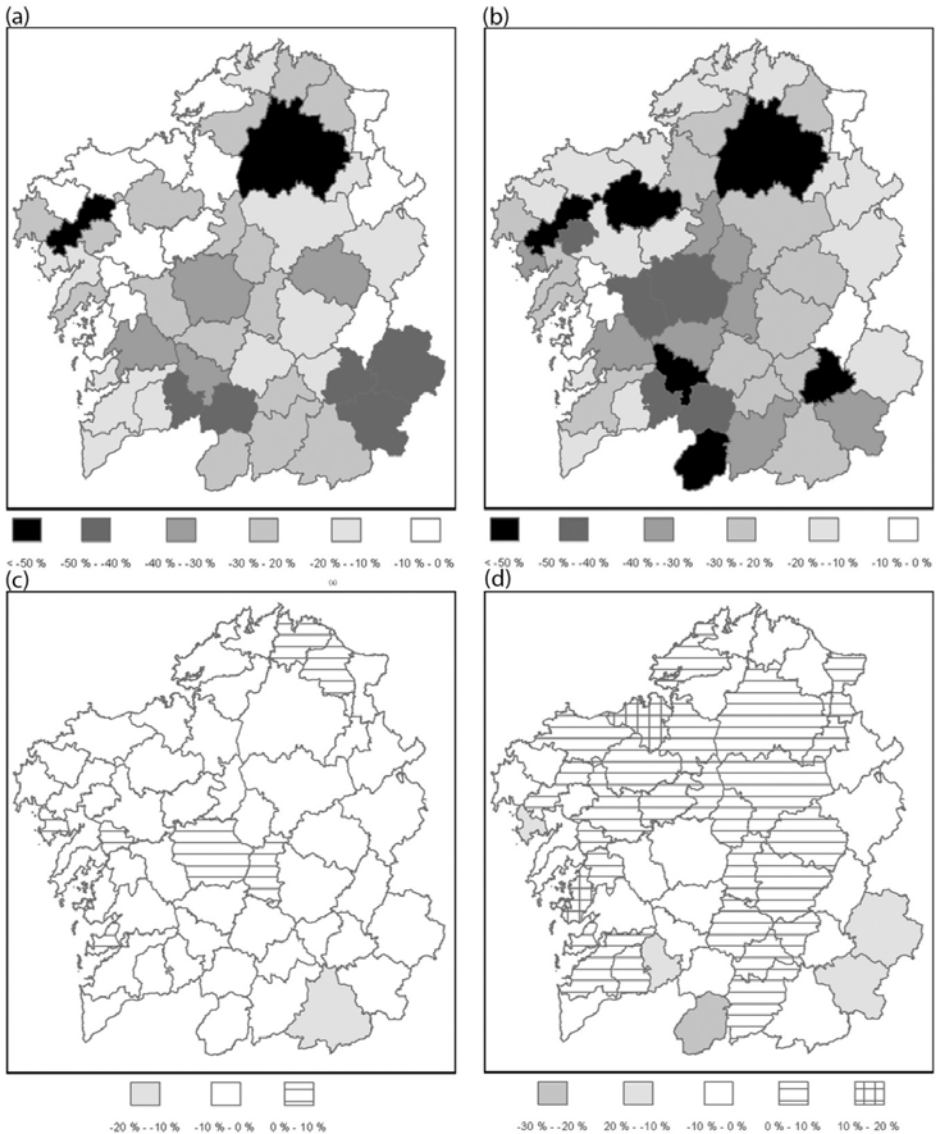 (a) (b)
< -50 % -50 % --40% -40% --30% -30% - 20% -20% --10% -10% - 0%
<-50% -50% --40% -40% --30% -30% - 20% -20% --10% -10% - 0%
(a)
(c) (d)
-20 % --10 % -10 % - 0 % 0 % - 10 %
-30 % --20 % 20% --10 % -10 % - 0 % 0 % - 10 % 10 % - 20 %